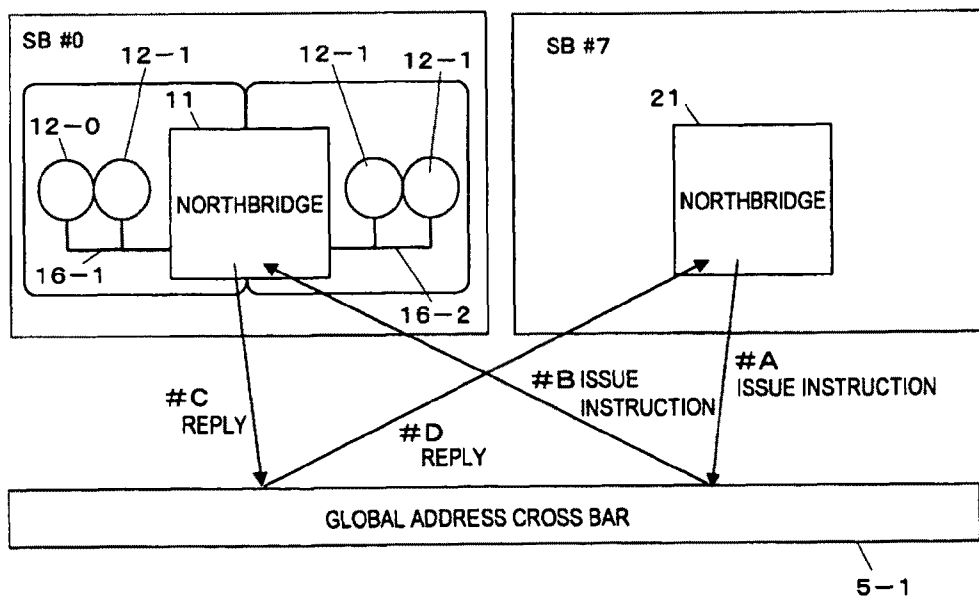 SB #0
SB #7
12-1
12-1
12-1
11
21
12-0
NORTHBRIDGE
NORTHBRIDGE
16-1
16-2
#A
ISSUE INSTRUCTION
#B ISSUE
INSTRUCTION
#C
REPLY
#D
REPLY
GLOBAL ADDRESS CROSS BAR
5-1